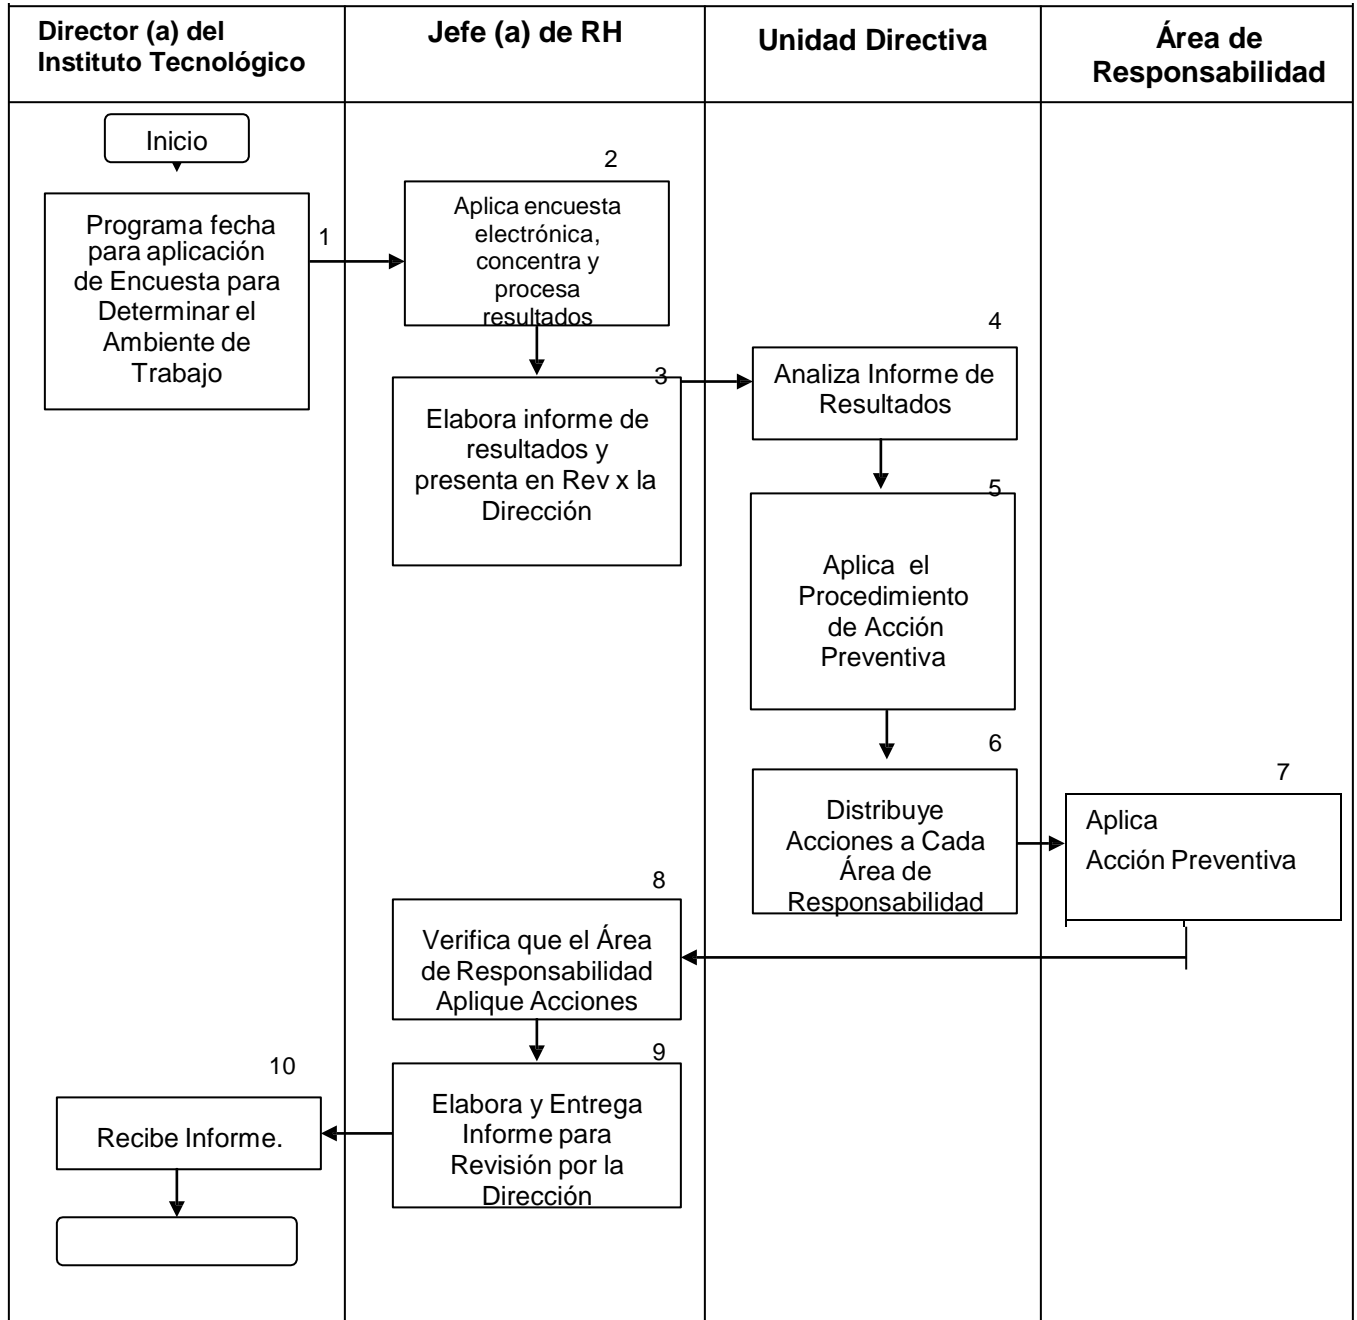 Director (a) del
Instituto Tecnológico
Jefe (a) de RH
Unidad Directiva
Área de
Responsabilidad
Inicio
1
Programa fecha
para aplicación
de Encuesta para
Determinar el
Ambiente de
Trabajo
2
Aplica encuesta
electrónica,
concentra y
procesa
resultados
3
Elabora informe de
resultados y
presenta en Rev x la
Dirección
4
Analiza Informe de
Resultados
5
Aplica el
Procedimiento
de Acción
Preventiva
6
Distribuye
Acciones a Cada
Área de
Responsabilidad
7
Aplica
Acción Preventiva
8
Verifica que el Área
de Responsabilidad
Aplique Acciones
9
Elabora y Entrega
Informe para
Revisión por la
Dirección
10
Recibe Informe.